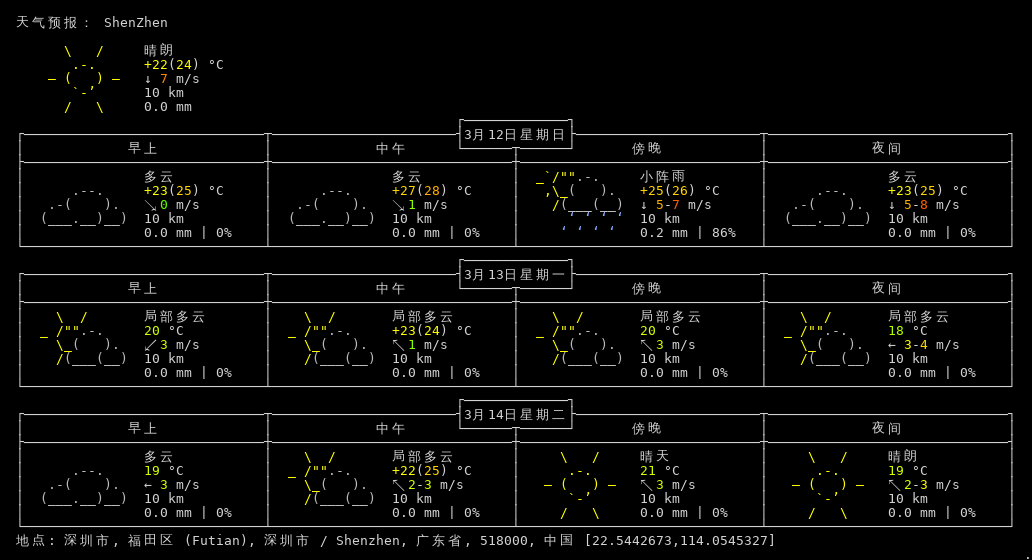 天气预报： ShenZhen
晴朗
+22(24) °C
↓ 7 m/s
10 km
0.0 mm
3月12日星期日
早上 中午 傍晚 夜间
多云 多云 小阵雨 多云
+23(25) °C +27(28) °C +25(26) °C +23(25) °C
↘ 0 m/s ↘ 1 m/s ↓ 5-7 m/s ↓ 5-8 m/s
10 km 10 km 10 km 10 km
0.0 mm | 0% 0.0 mm | 0% 0.2 mm | 86% 0.0 mm | 0%
3月13日星期一
早上 中午 傍晚 夜间
局部多云 局部多云 局部多云 局部多云
20 °C +23(24) °C 20 °C 18 °C
↙ 3 m/s ↖ 1 m/s ↖ 3 m/s ← 3-4 m/s
10 km 10 km 10 km 10 km
0.0 mm | 0% 0.0 mm | 0% 0.0 mm | 0% 0.0 mm | 0%
3月14日星期二
早上 中午 傍晚 夜间
多云 局部多云 晴天 晴朗
19 °C +22(25) °C 21 °C 19 °C
← 3 m/s ↖ 2-3 m/s ↖ 3 m/s ↖ 2-3 m/s
10 km 10 km 10 km 10 km
0.0 mm | 0% 0.0 mm | 0% 0.0 mm | 0% 0.0 mm | 0%
地点: 深圳市, 福田区 (Futian), 深圳市 / Shenzhen, 广东省, 518000, 中国 [22.5442673,114.0545327]